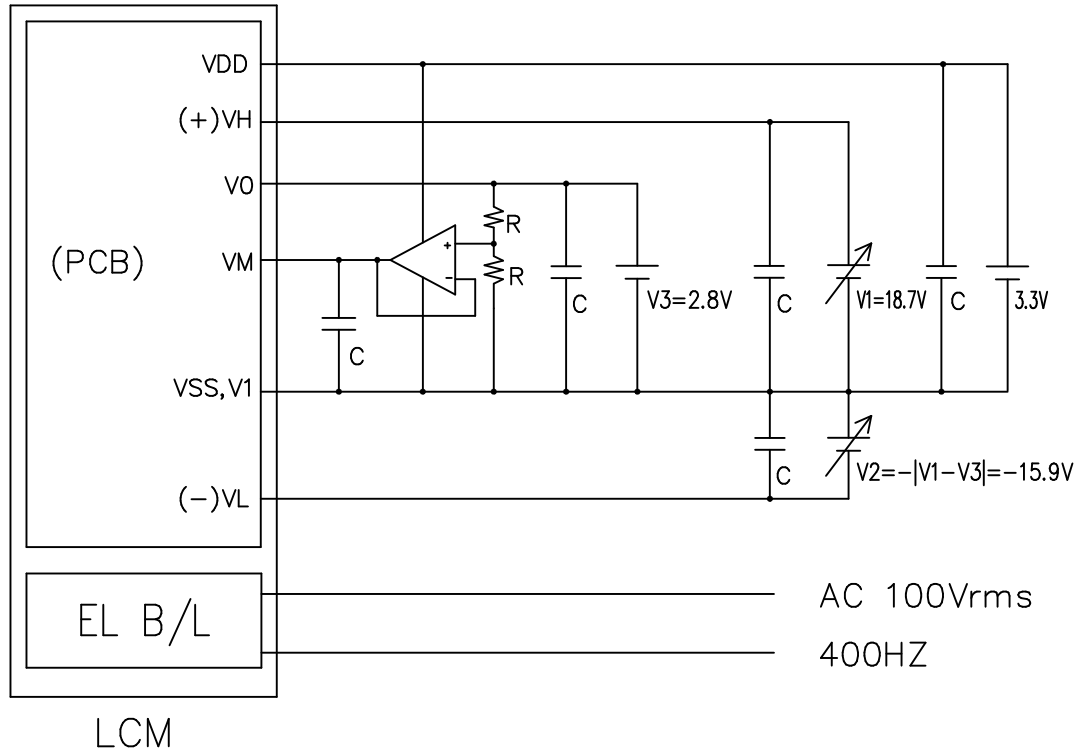 VDD
(+)VH
VO
R
(PCB)
VM
+
-
R
C
V3=2.8V
C
V1=18.7V
C
3.3V
C
VSS,V1
C
V2=-|V1-V3|=-15.9V
(-)VL
EL B/L
AC 100Vrms
400HZ
LCM